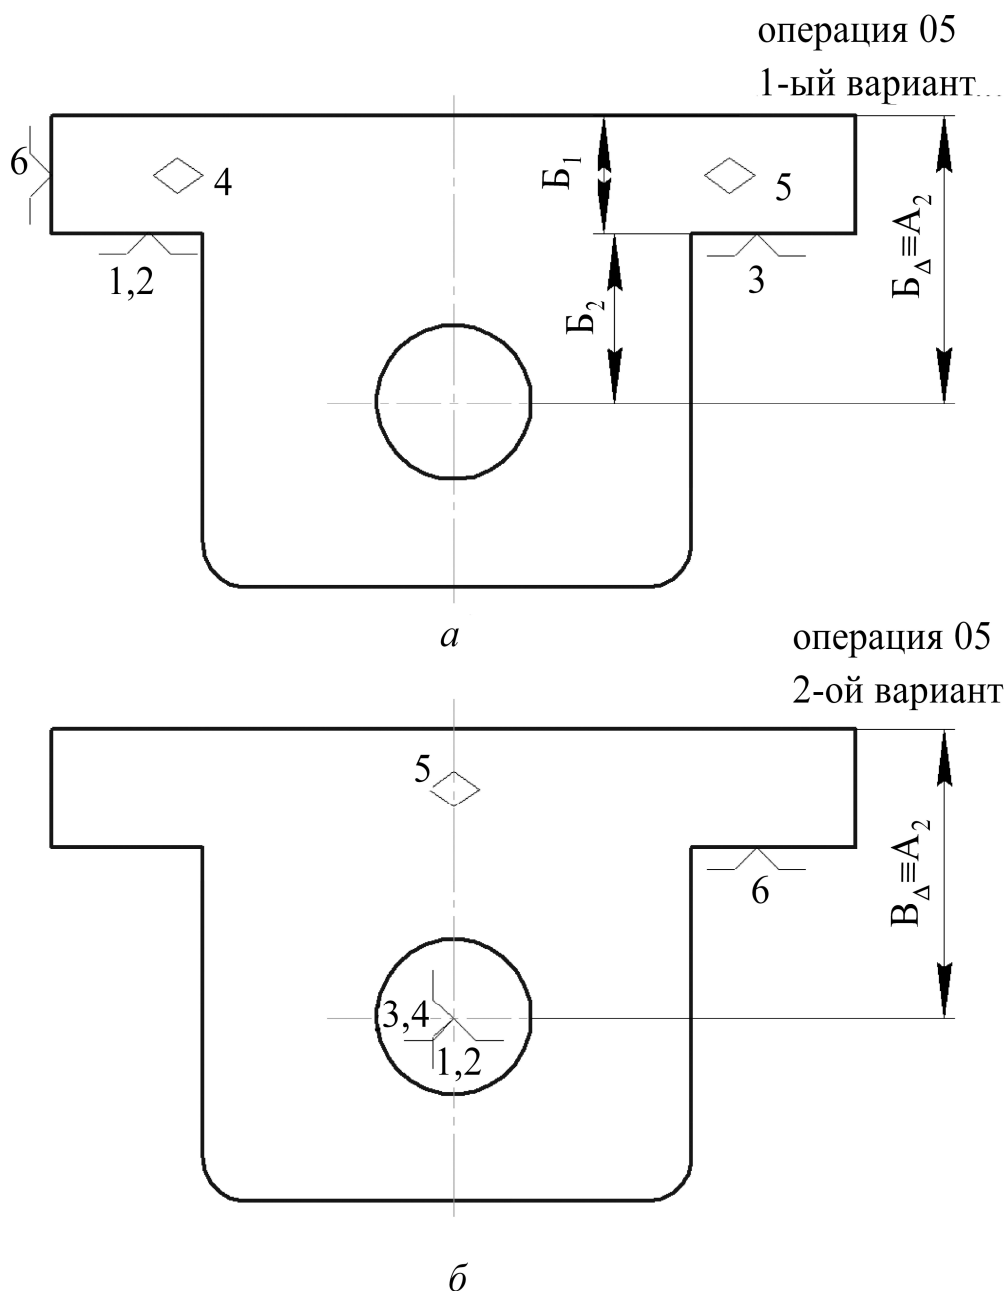 операция 05
1-ый вариант...
6
4
Б1
5
БΔ≡А2
1,2
3
Б2
а
операция 05
2-ой вариант
5
ВΔ≡А2
6
3,4
1,2
б